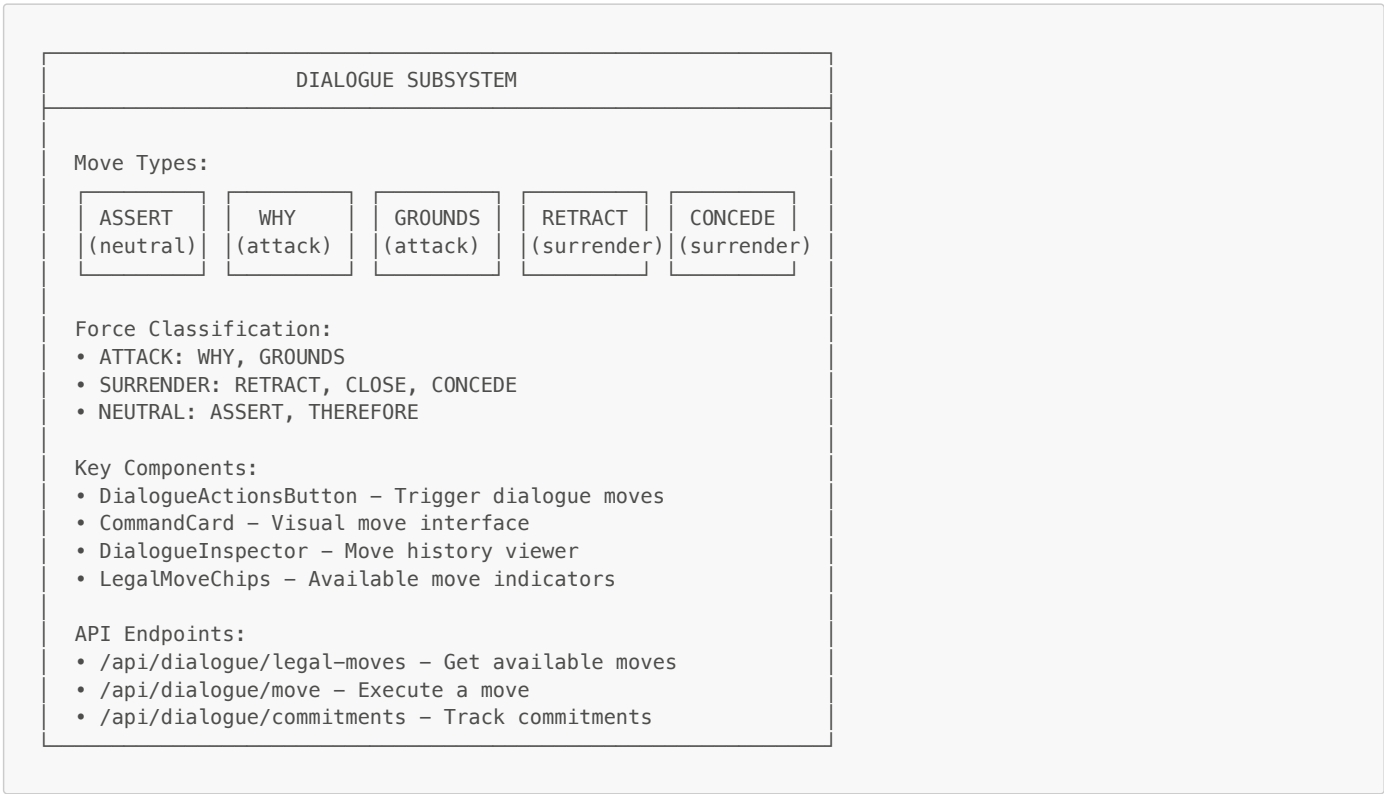 DIALOGUE SUBSYSTEM
Move Types:
ASSERT WHY GROUNDS RETRACT CONCEDE
(neutral) (attack) (attack) (surrender) (surrender)
Force Classification:
• ATTACK: WHY, GROUNDS
• SURRENDER: RETRACT, CLOSE, CONCEDE
• NEUTRAL: ASSERT, THEREFORE
Key Components:
• DialogueActionsButton – Trigger dialogue moves
• CommandCard – Visual move interface
• DialogueInspector – Move history viewer
• LegalMoveChips – Available move indicators
API Endpoints:
• /api/dialogue/legal-moves – Get available moves
• /api/dialogue/move – Execute a move
• /api/dialogue/commitments – Track commitments